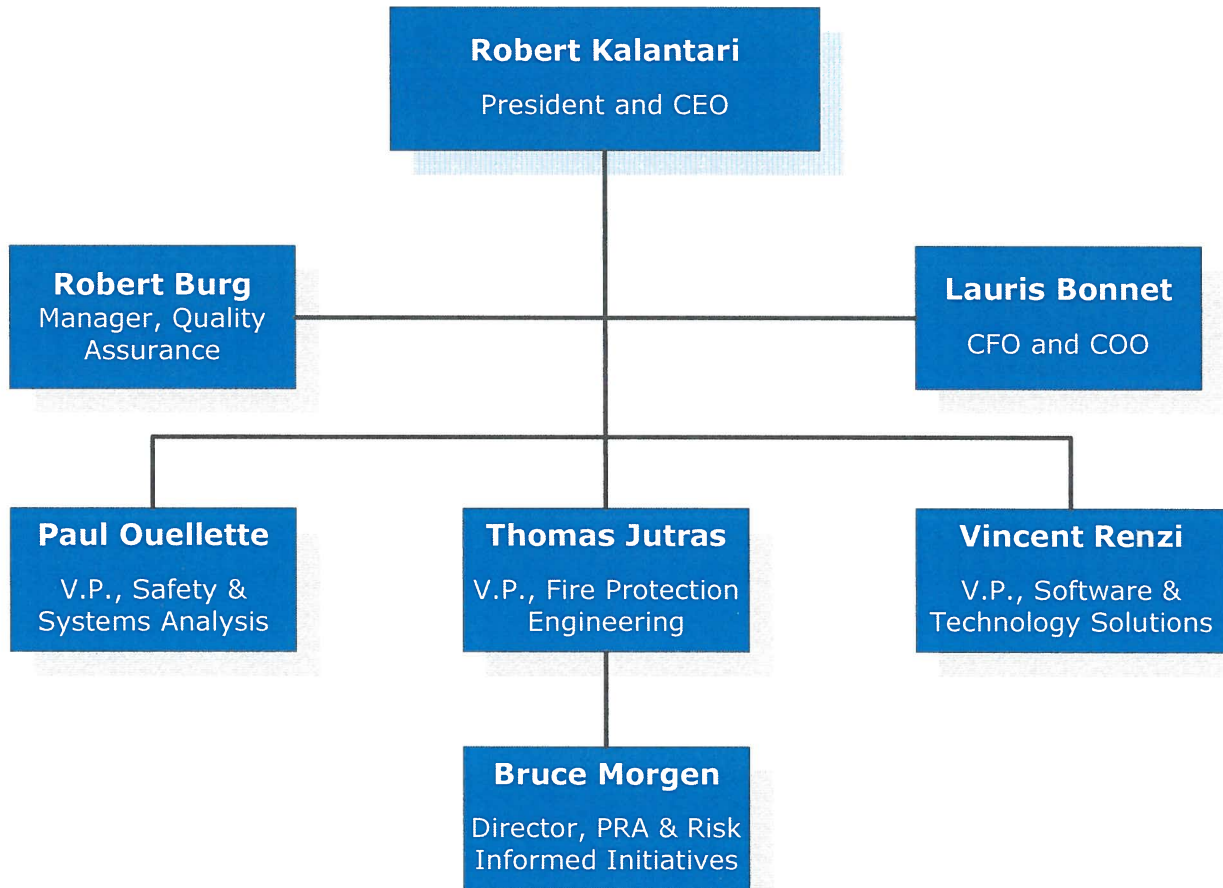 Robert Kalantari
President and CEO
Robert Burg
Manager, Quality
Assurance
Lauris Bonnet
CFO and COO
Paul Ouellette
V.P., Safety &
Systems Analysis
Thomas Jutras
V.P., Fire Protection
Engineering
Vincent Renzi
V.P., Software &
Technology Solutions
Bruce Morgen
Director, PRA & Risk
Informed Initiatives